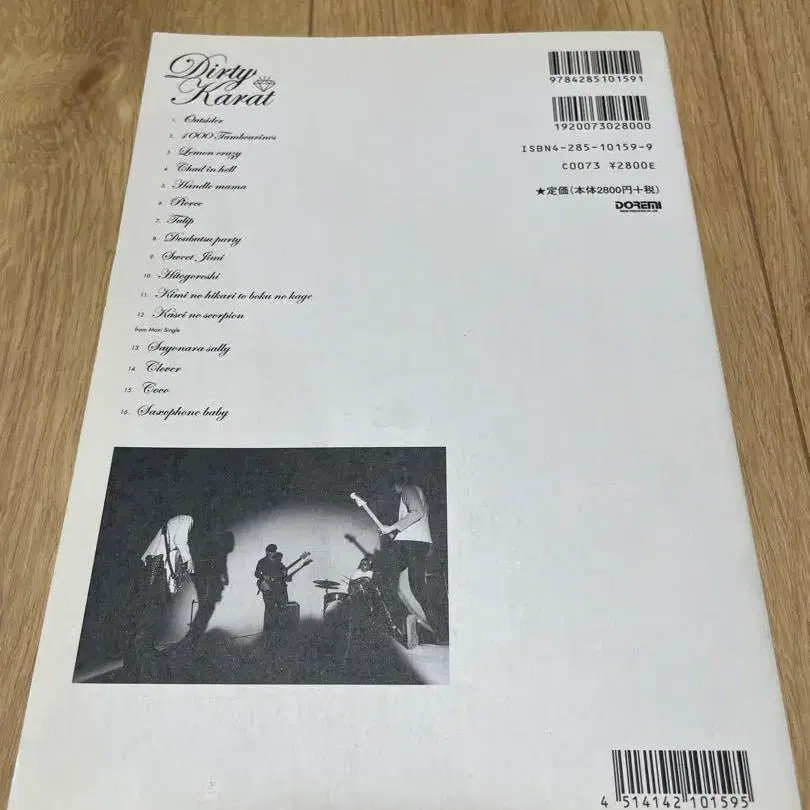 Dirty
Karat
1. Outsider
2. 1000 Tambourines
3. Lemon crazy
4. Chad in hell
5. Handle mama
6. Pierce
7. Tulip
8. Doubutsu party
9. Sweet Jimi
10. Hitogoroshi
11. Kimi no hikari to boku no kage
12. Kasei no scorpion
from Maxi Single
13. Sayonara sally
14. Clover
15. Coco
16. Saxophone baby
9784285101591
1920073028000
ISBN4-285-10159-9
C0073 ¥2800E
★定価(本体2800円+税)
DOREMI
4 514142 101595